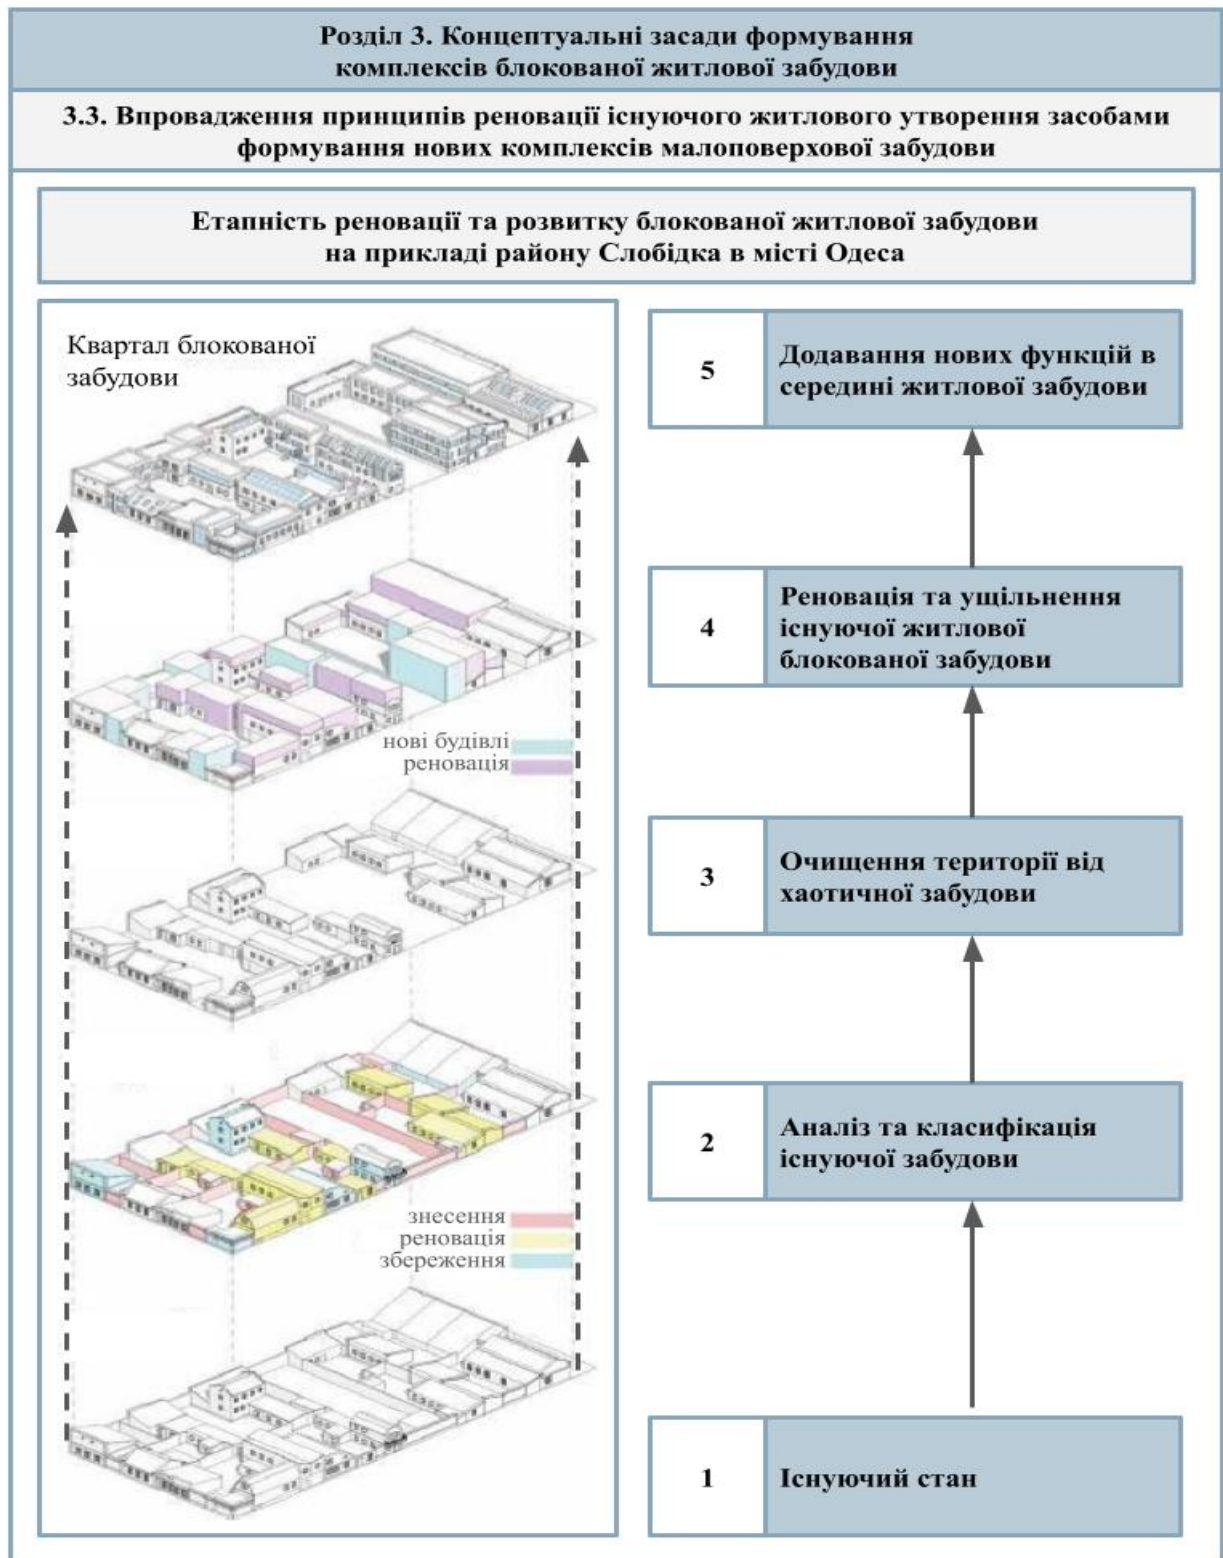 Розділ 3. Концептуальні засади формування
комплексів блокованої житлової забудови
3.3. Впровадження принципів реновації існуючого житлового утворення засобами
формування нових комплексів малоповерхової забудови
Етапність реновації та розвитку блокованої житлової забудови
на прикладі району Слобідка в місті Одеса
Квартал блокованої
забудови
нові будівлі
реновація
знесення
реновація
збереження
5
Додавання нових функцій в
середині житлової забудови
4
Реновація та ущільнення
існуючої житлової
блокованої забудови
3
Очищення території від
хаотичної забудови
2
Аналіз та класифікація
існуючої забудови
1
Існуючий стан